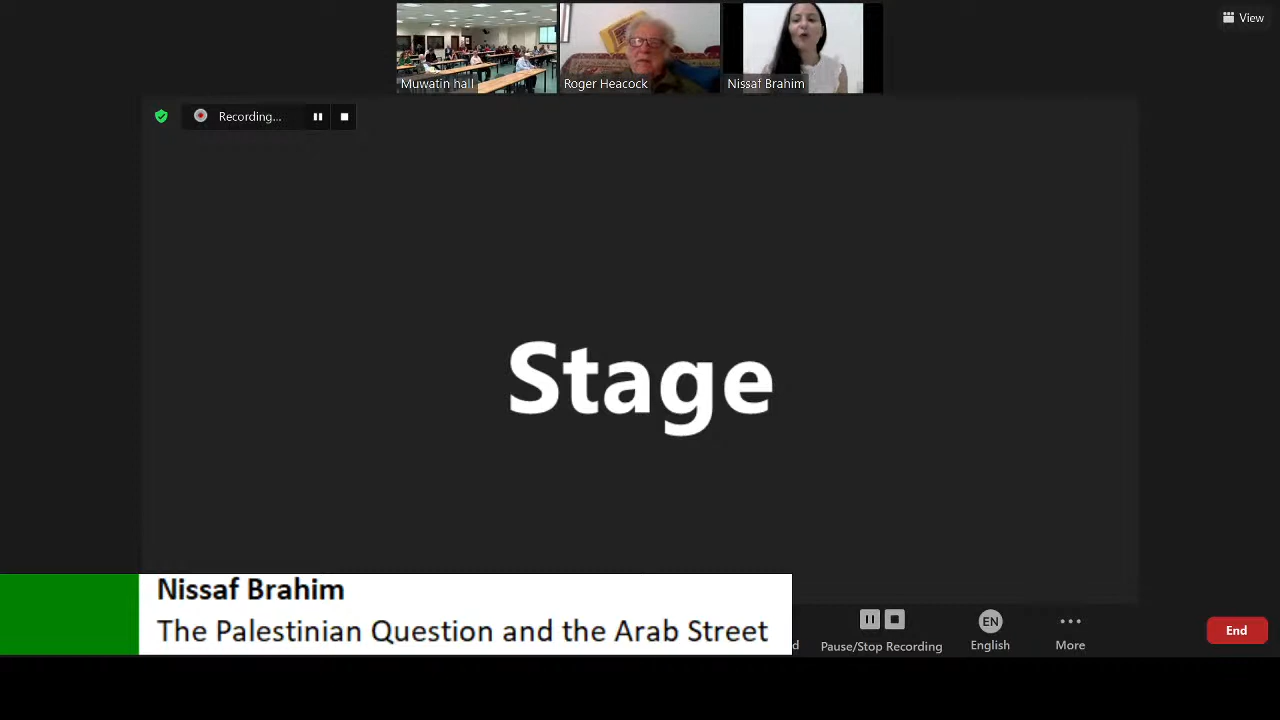 View
Muwatin hall
Roger Heacock
Nissaf Brahim
Recording...
Stage
Nissaf Brahim
The Palestinian Question and the Arab Street
d
Pause/Stop Recording
EN
English
More
End